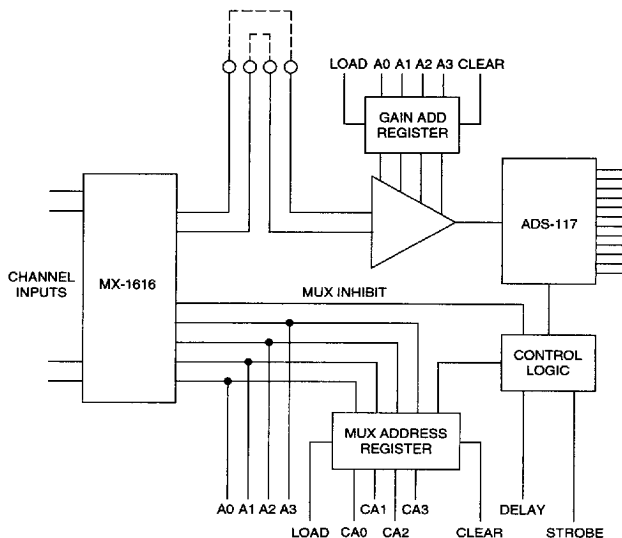 LOAD A0 A1 A2 A3 CLEAR
GAIN ADD
REGISTER
ADS-117
MX-1616
CHANNEL
INPUTS
MUX INHIBIT
CONTROL
LOGIC
MUX ADDRESS
REGISTER
A0 A1 A2 A3
LOAD
CA0
CA1
CA2
CA3
CLEAR
DELAY
STROBE